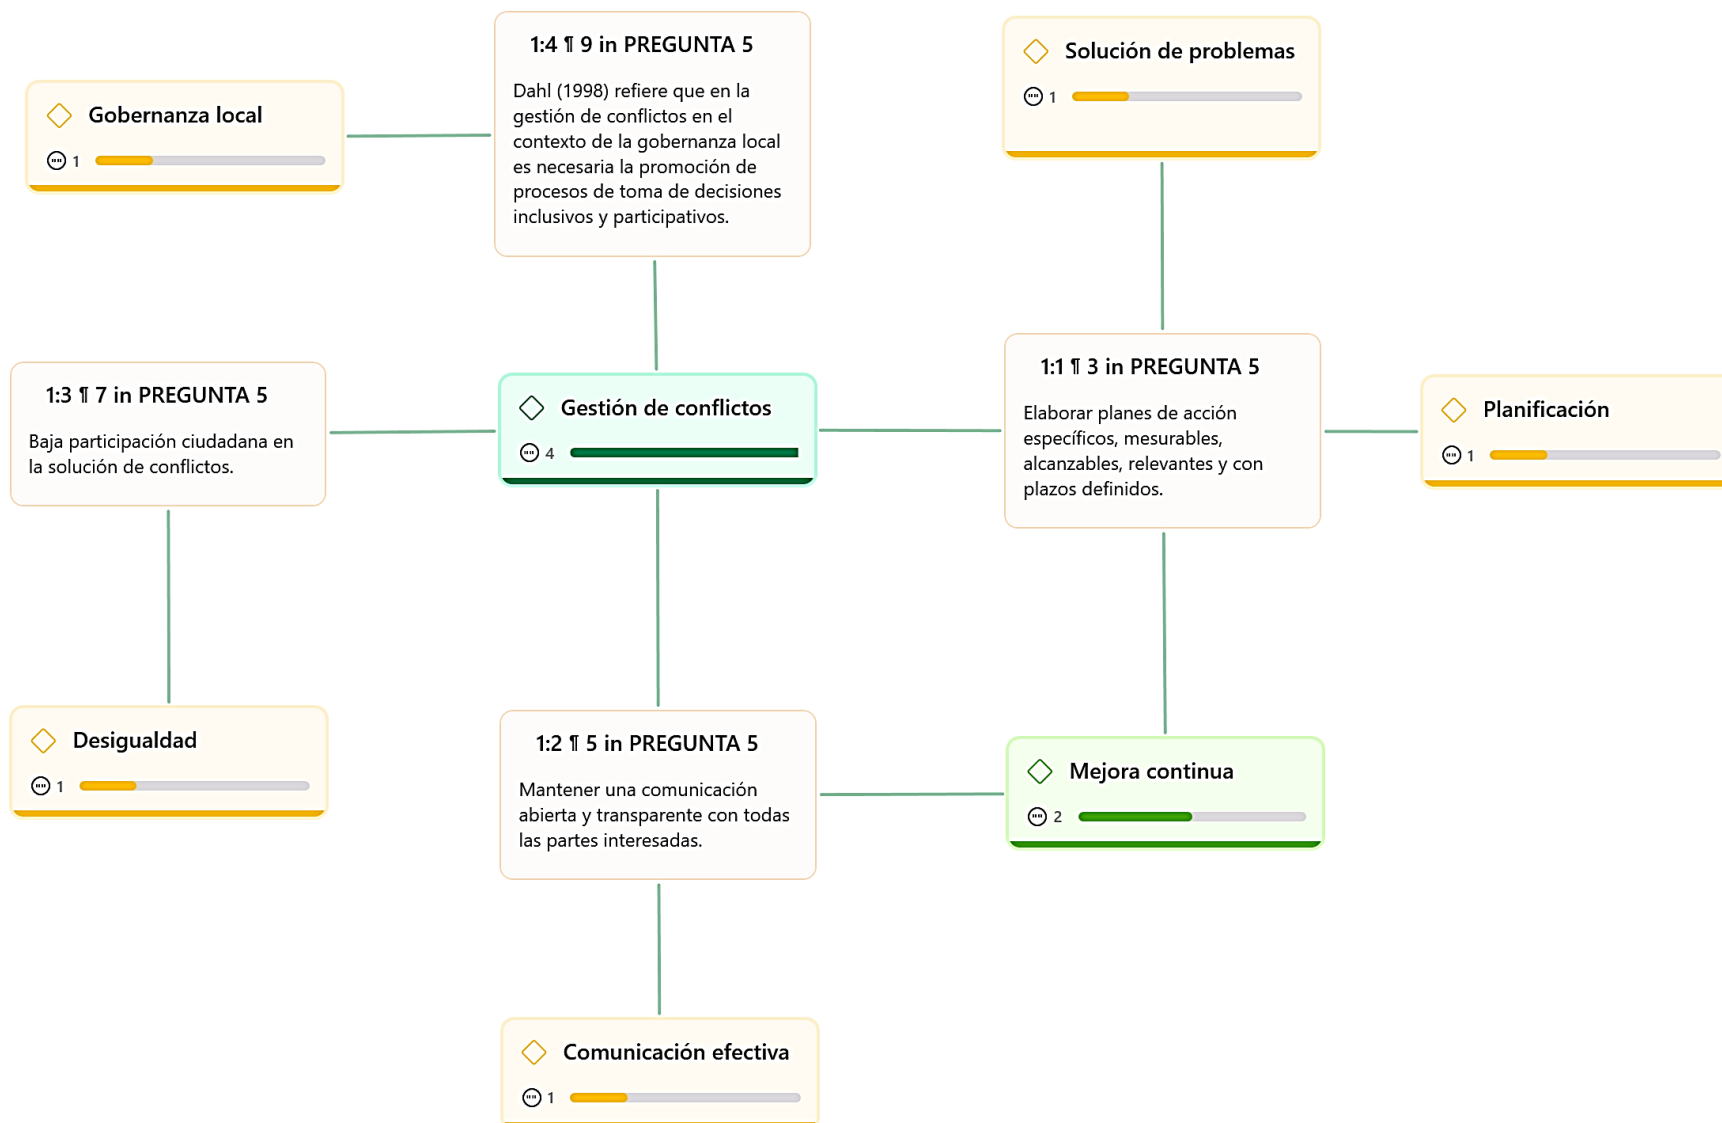 1:4 ¶ 9 in PREGUNTA 5
Dahl (1998) refiere que en la
gestión de conflictos en el
contexto de la gobernanza local
es necesaria la promoción de
procesos de toma de decisiones
inclusivos y participativos.
Solución de problemas
1
Gobernanza local
1
1:3 ¶ 7 in PREGUNTA 5
Baja participación ciudadana en
la solución de conflictos.
Gestión de conflictos
4
1:1 ¶ 3 in PREGUNTA 5
Elaborar planes de acción
específicos, mesurables,
alcanzables, relevantes y con
plazos definidos.
Planificación
1
Desigualdad
1
1:2 ¶ 5 in PREGUNTA 5
Mantener una comunicación
abierta y transparente con todas
las partes interesadas.
Mejora continua
2
Comunicación efectiva
1